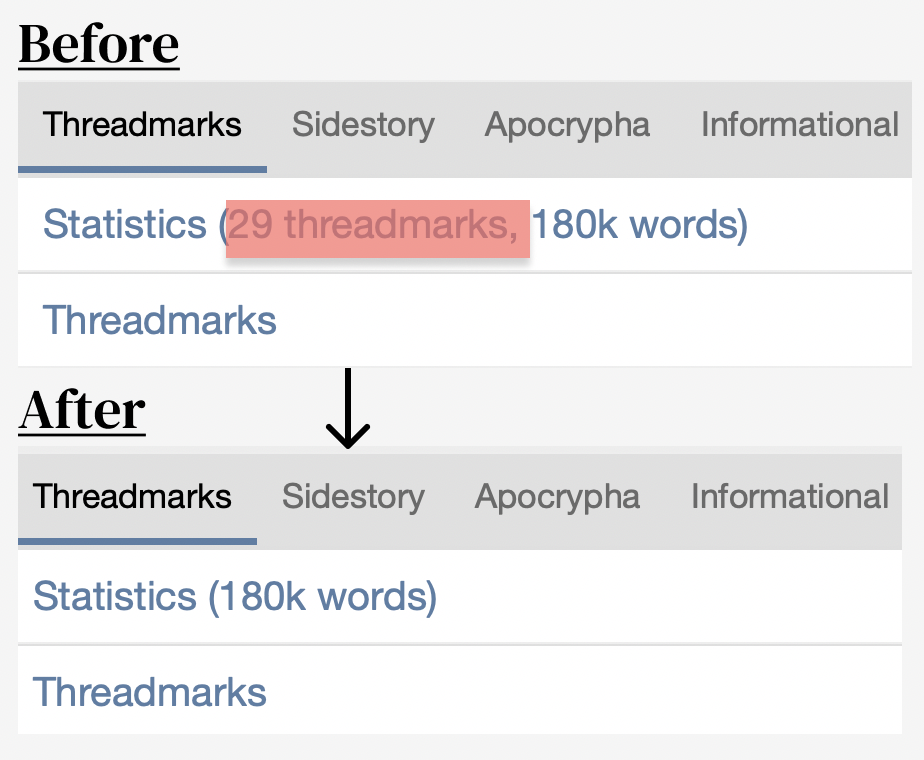 Before
Threadmarks Sidestory Apocrypha Informational
Statistics (29 threadmarks, 180k words)
Threadmarks
After
Threadmarks Sidestory Apocrypha Informational
Statistics (180k words)
Threadmarks